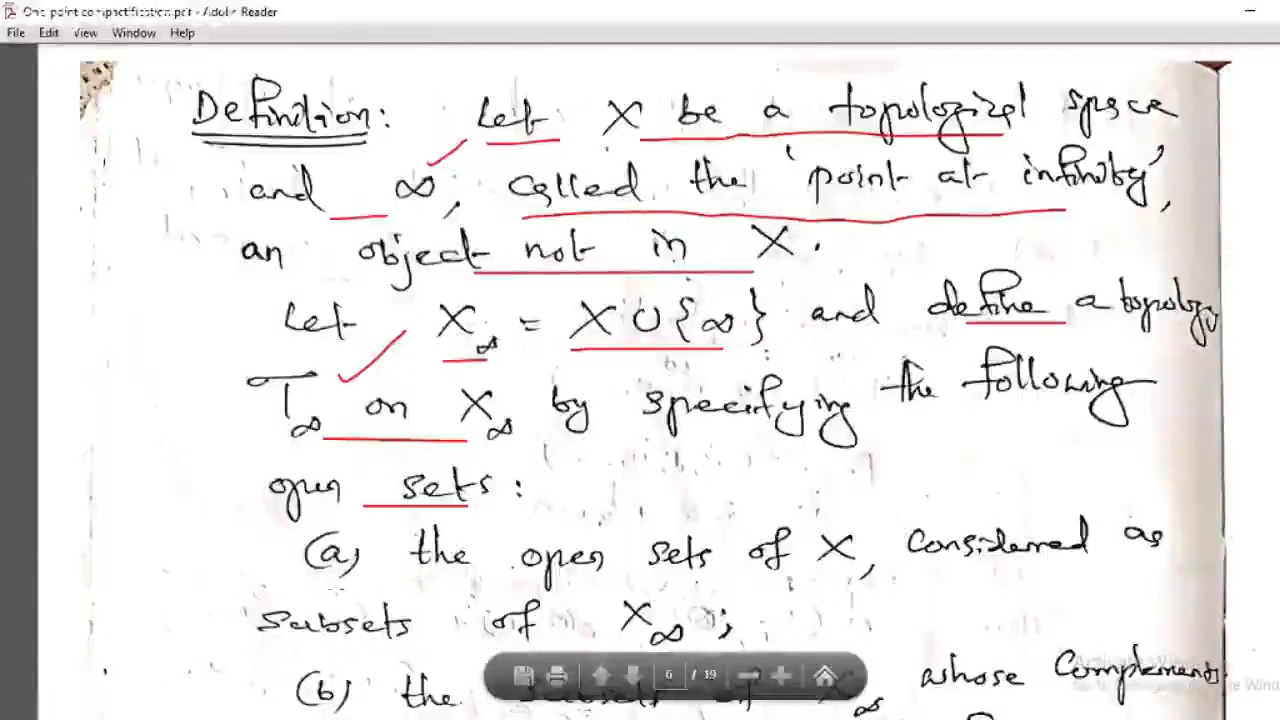 One point compactification.pdf - Adobe Reader
File Edit View Window Help
Definition: Let X be a topological space
and ∞, called the 'point at infinity',
an object not in X.
Let X∞ = X ∪ {∞} and define a topology
T∞ on X∞ by specifying the following
open sets:
(a) the open sets of X, considered as
subsets of X∞;
(b) the subsets of X∞ whose complements
6 / 19